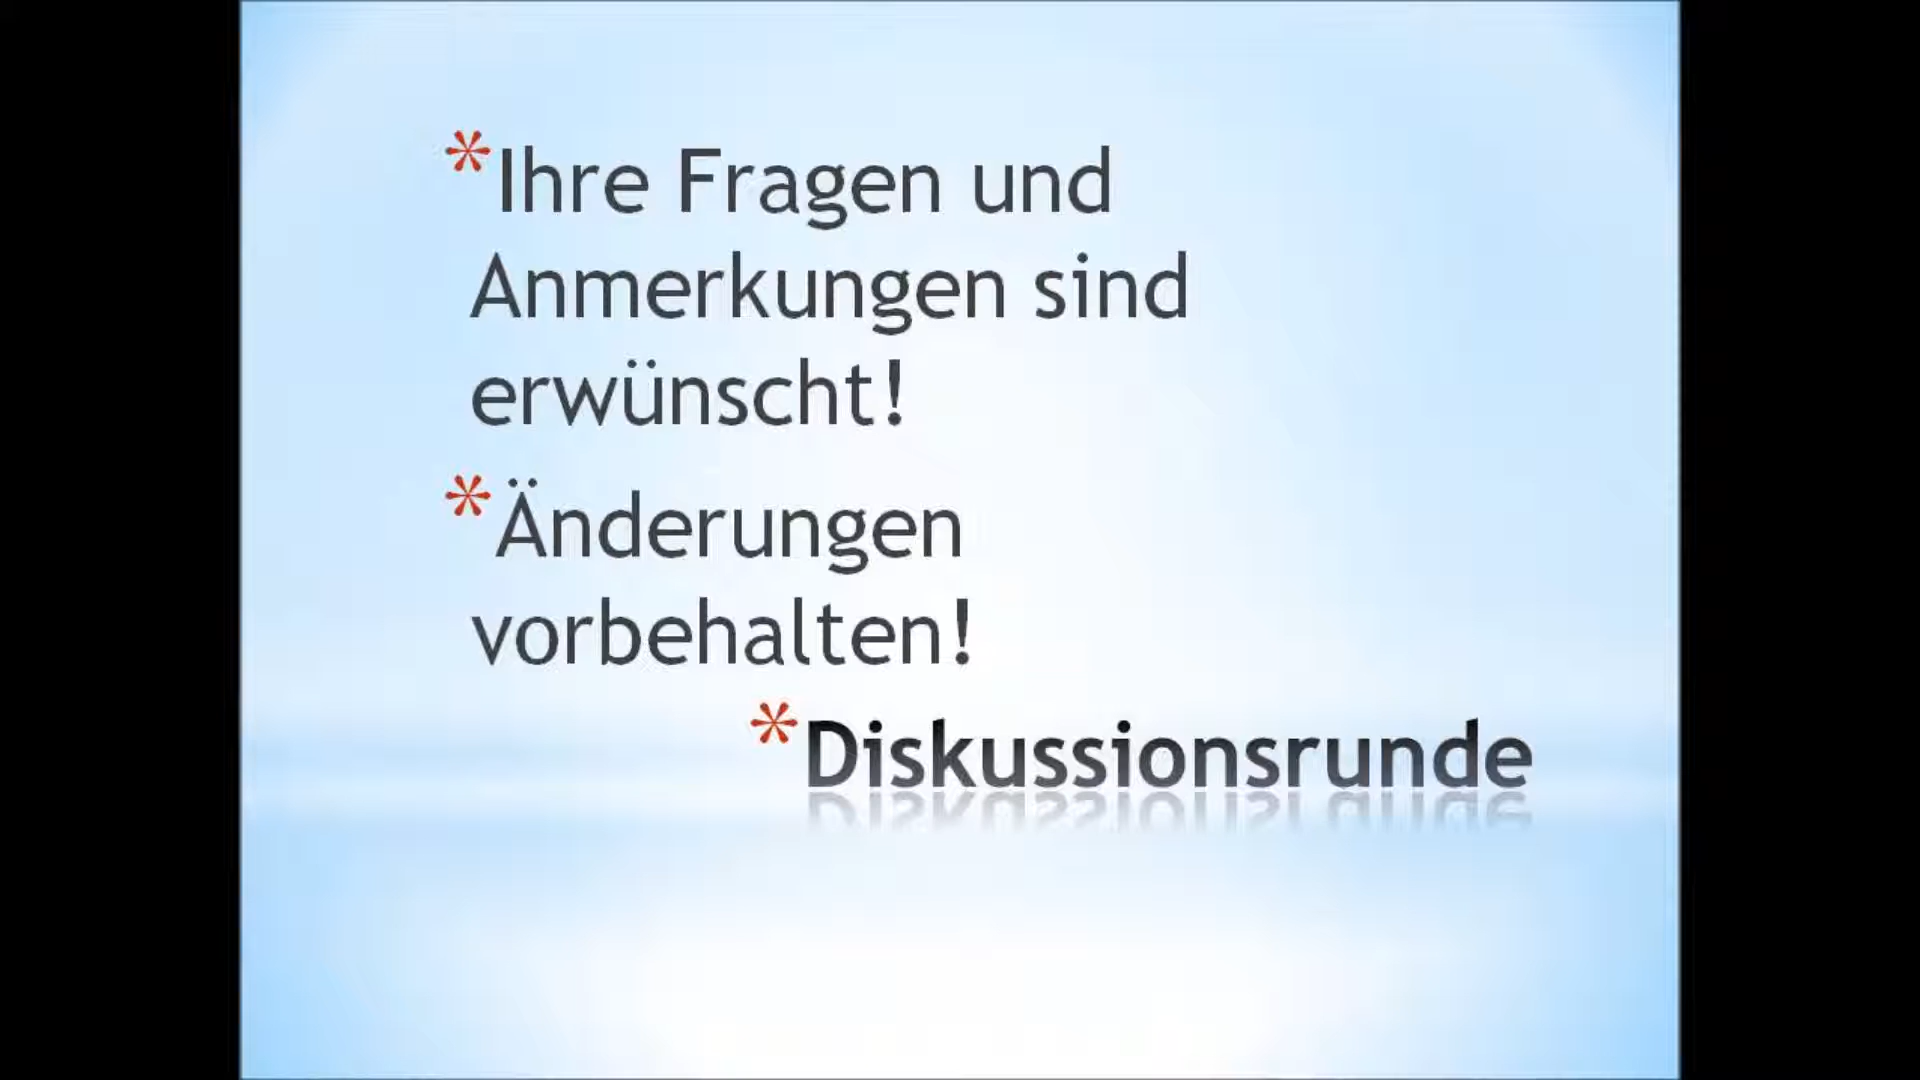 *Ihre Fragen und
Anmerkungen sind
erwünscht!
*Änderungen
vorbehalten!
*Diskussionsrunde